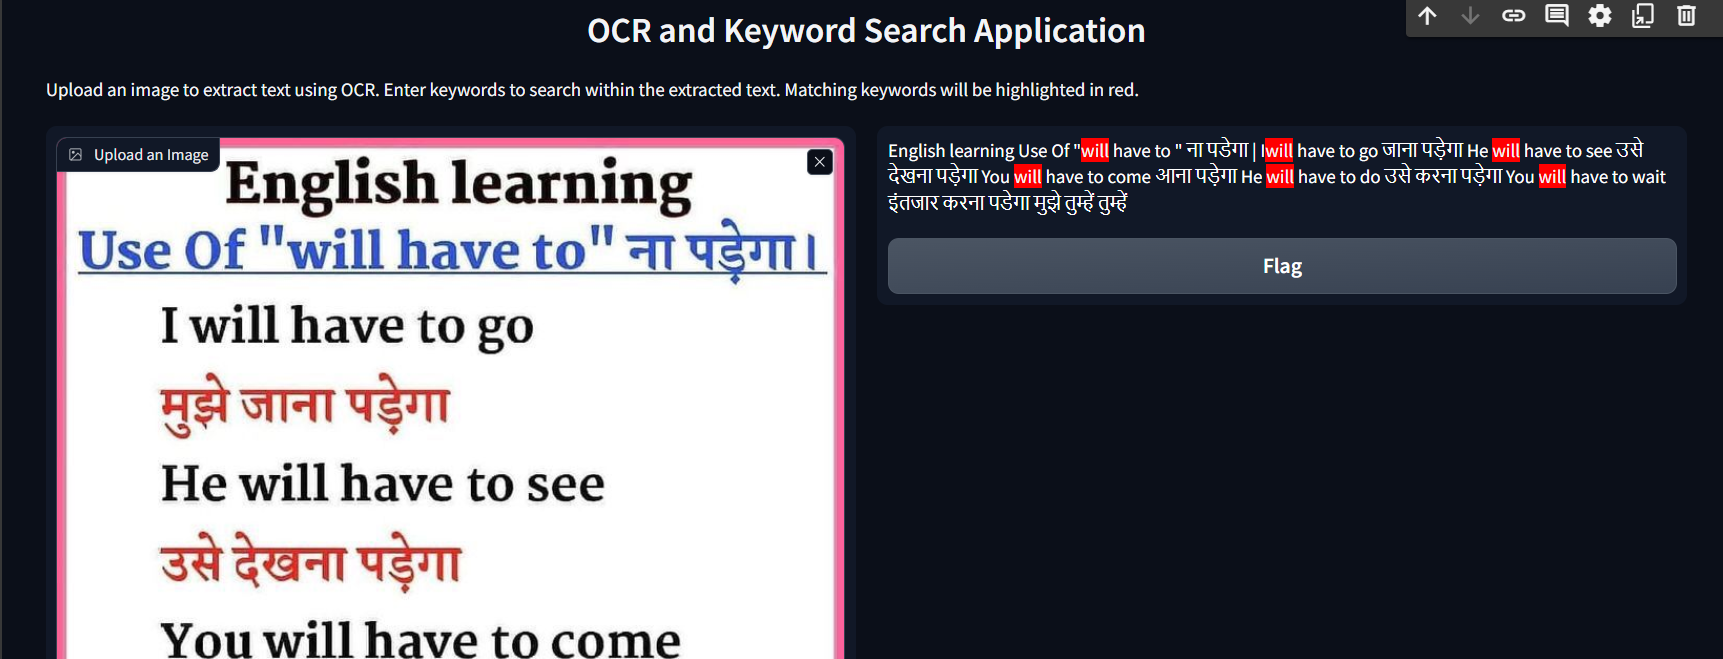 OCR and Keyword Search Application
Upload an image to extract text using OCR. Enter keywords to search within the extracted text. Matching keywords will be highlighted in red.
Upload an Image
English learning
Use Of "will have to" ना पड़ेगा।
I will have to go
मुझे जाना पड़ेगा
He will have to see
उसे देखना पड़ेगा
You will have to come
English learning Use Of "will have to " ना पडेगा | Iwill have to go जाना पड़ेगा He will have to see उसे
देखना पड़ेगा You will have to come आना पड़ेगा He will have to do उसे करना पड़ेगा You will have to wait
इंतजार करना पडेगा मुझे तुम्हें तुम्हें
Flag